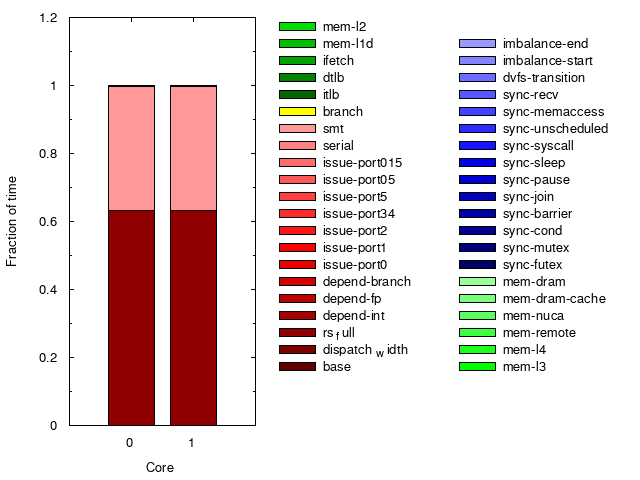 1.2
1
0.8
0.6
0.4
0.2
0
Fraction of time
0
1
Core
mem-l2
mem-l1d
ifetch
dtlb
itlb
branch
smt
serial
issue-port015
issue-port05
issue-port5
issue-port34
issue-port2
issue-port1
issue-port0
depend-branch
depend-fp
depend-int
rsfull
dispatchwidth
base
imbalance-end
imbalance-start
dvfs-transition
sync-recv
sync-memaccess
sync-unscheduled
sync-syscall
sync-sleep
sync-pause
sync-join
sync-barrier
sync-cond
sync-mutex
sync-futex
mem-dram
mem-dram-cache
mem-nuca
mem-remote
mem-l4
mem-l3